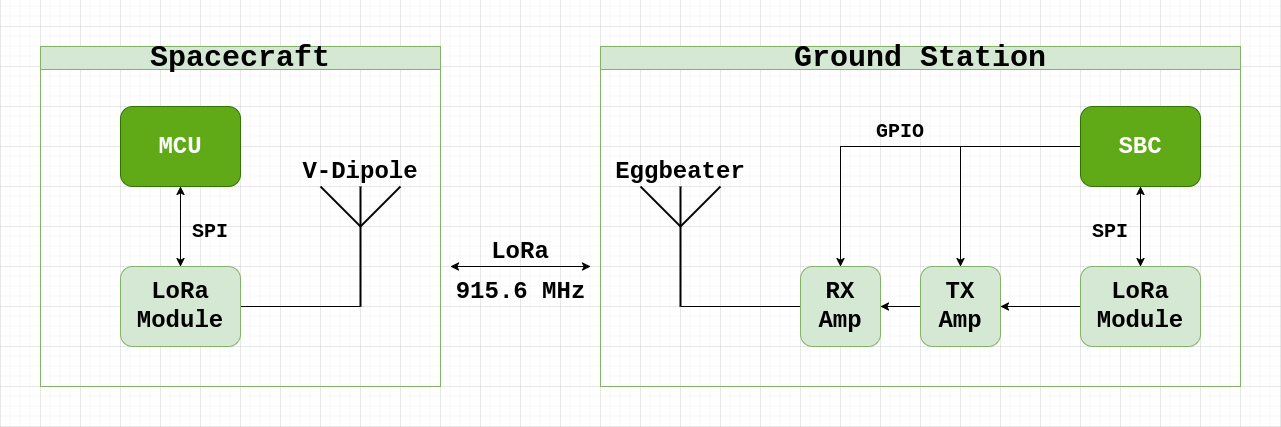 Spacecraft
MCU
SPI
LoRa
Module
V-Dipole
LoRa
915.6 MHz
Ground Station
Eggbeater
GPIO
SBC
SPI
RX
Amp
TX
Amp
LoRa
Module